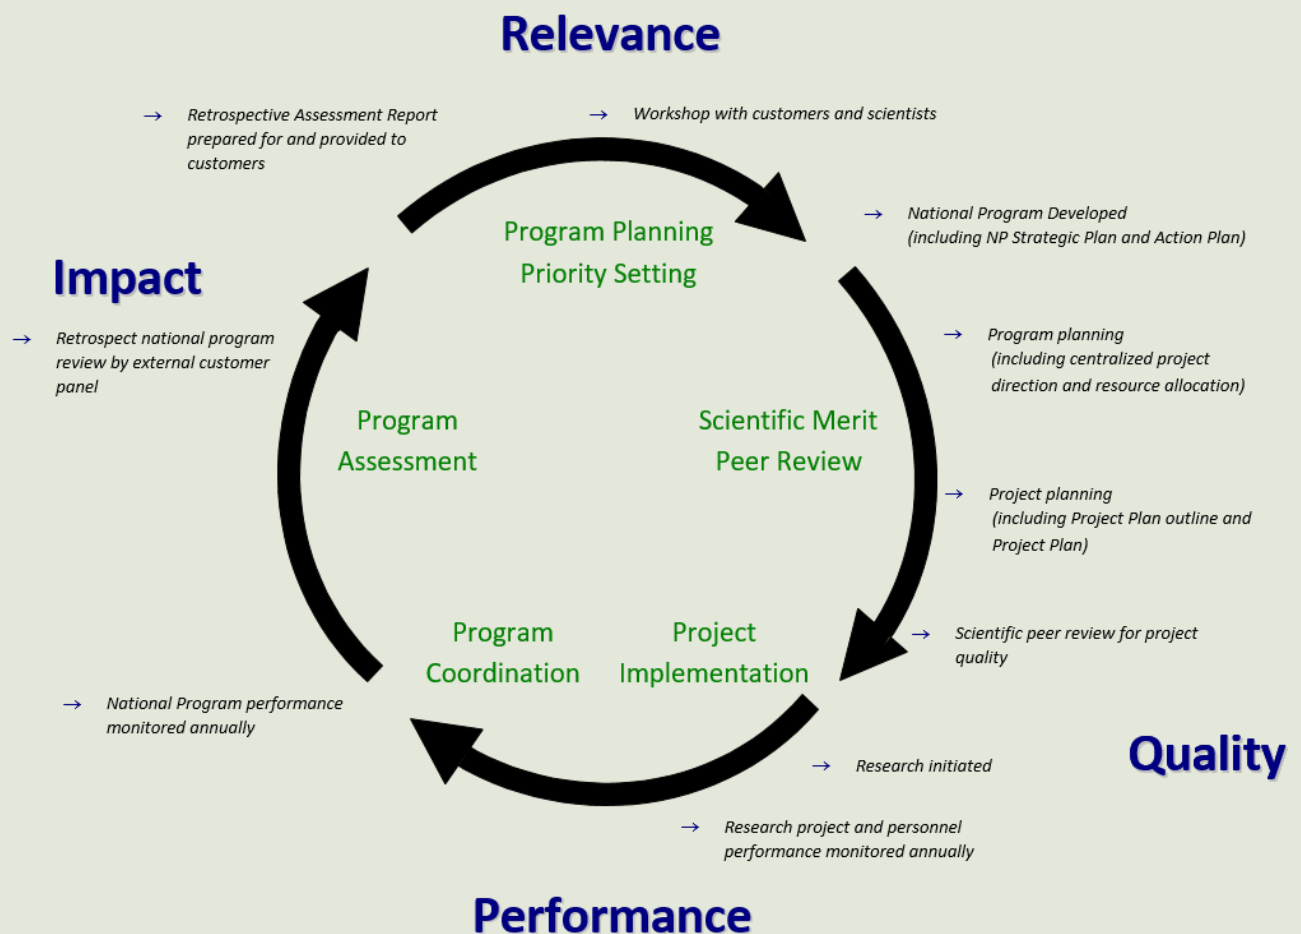 Relevance
→ Retrospective Assessment Report
prepared for and provided to
customers
→ Workshop with customers and scientists
→ National Program Developed
(including NP Strategic Plan and Action Plan)
Program Planning
Priority Setting
Impact
→ Retrospect national program
review by external customer
panel
→ Program planning
(including centralized project
direction and resource allocation)
Program
Assessment
Scientific Merit
Peer Review
→ Project planning
(including Project Plan outline and
Project Plan)
Program
Coordination
Project
Implementation
→ Scientific peer review for project
quality
→ National Program performance
monitored annually
Quality
→ Research initiated
→ Research project and personnel
performance monitored annually
Performance